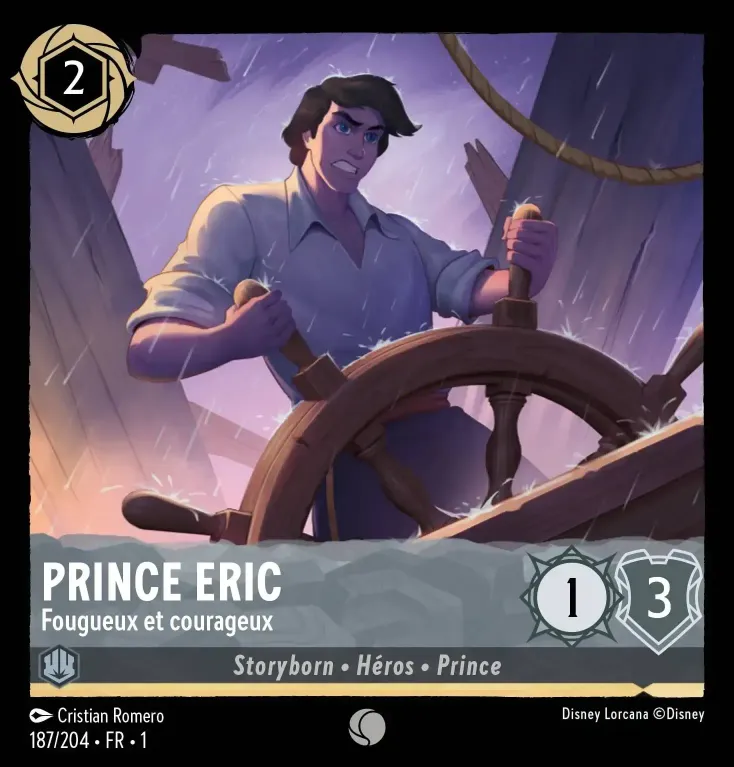 2
PRINCE ERIC
Fougueux et courageux
1
3
Storyborn • Héros • Prince
Cristian Romero
187/204 • FR • 1
Disney Lorcana ©Disney